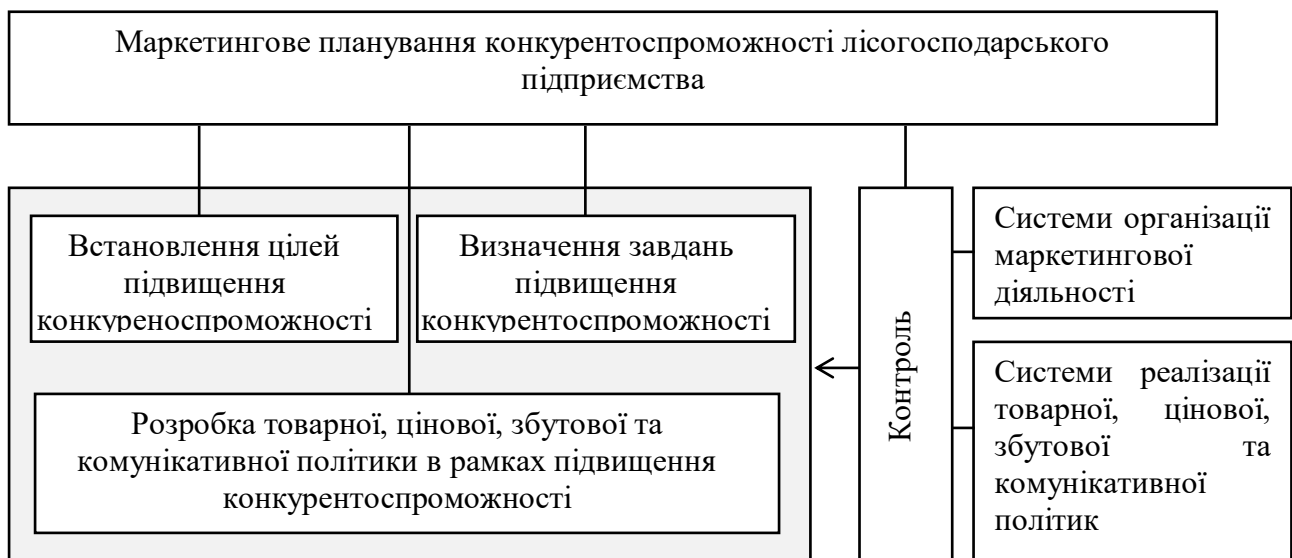 Маркетингове планування конкурентоспроможності лісогосподарського
підприємства
Встановлення цілей
підвищення
конкуреноспроможності
Визначення завдань
підвищення
конкурентоспроможності
Розробка товарної, цінової, збутової та
комунікативної політики в рамках підвищення
конкурентоспроможності
Контроль
Системи організації
маркетингової
діяльності
Системи реалізації
товарної, цінової,
збутової та
комунікативної
політик